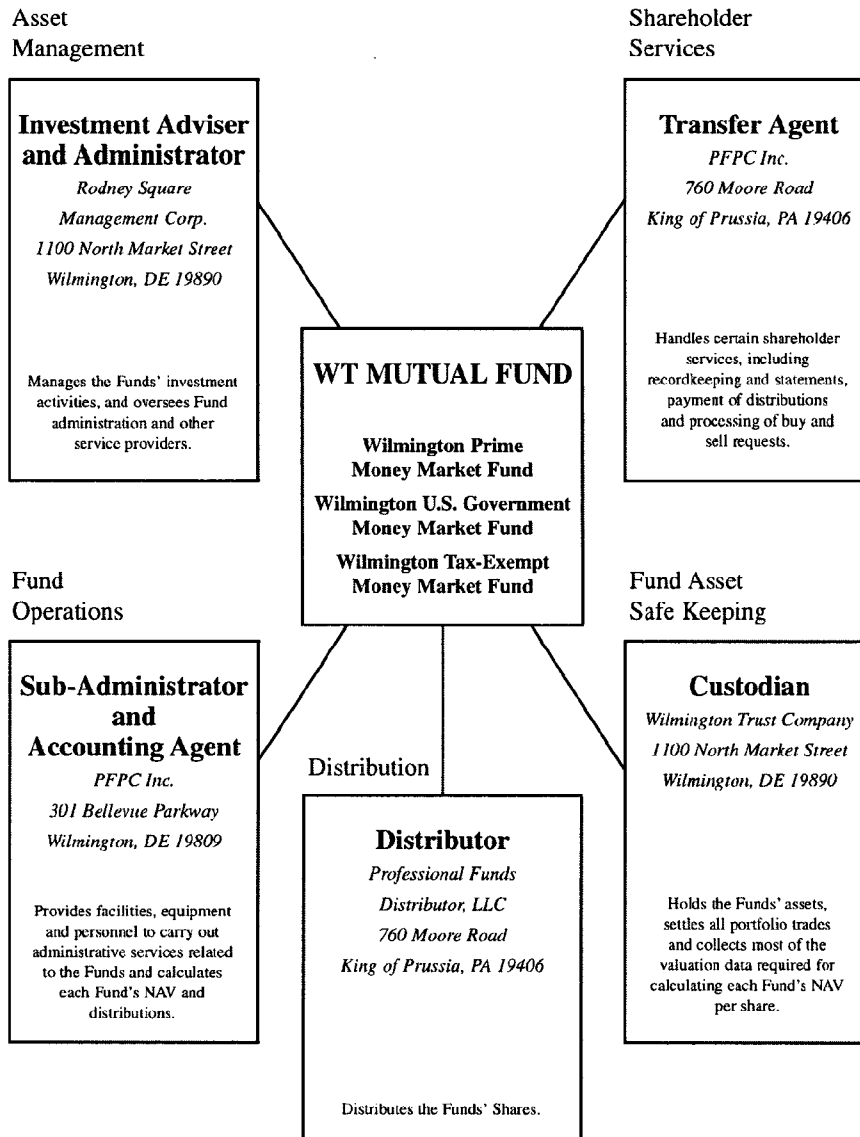 Asset
Management
Investment Adviser
and Administrator
Rodney Square
Management Corp.
1100 North Market Street
Wilmington, DE 19890
Manages the Funds' investment
activities, and oversees Fund
administration and other
service providers.
Shareholder
Services
Transfer Agent
PFPC Inc.
760 Moore Road
King of Prussia, PA 19406
Handles certain shareholder
services, including
recordkeeping and statements,
payment of distributions
and processing of buy and
sell requests.
WT MUTUAL FUND
Wilmington Prime
Money Market Fund
Wilmington U.S. Government
Money Market Fund
Wilmington Tax-Exempt
Money Market Fund
Fund
Operations
Sub-Administrator
and
Accounting Agent
PFPC Inc.
301 Bellevue Parkway
Wilmington, DE 19809
Provides facilities, equipment
and personnel to carry out
administrative services related
to the Funds and calculates
each Fund's NAV and
distributions.
Distribution
Distributor
Professional Funds
Distributor, LLC
760 Moore Road
King of Prussia, PA 19406
Distributes the Funds' Shares.
Fund Asset
Safe Keeping
Custodian
Wilmington Trust Company
1100 North Market Street
Wilmington, DE 19890
Holds the Funds' assets,
settles all portfolio trades
and collects most of the
valuation data required for
calculating each Fund's NAV
per share.